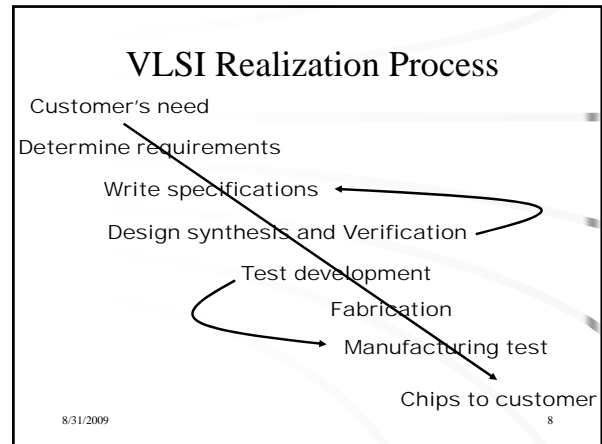 VLSI Realization Process
Customer's need
Determine requirements
Write specifications
Design synthesis and Verification
Test development
Fabrication
Manufacturing test
Chips to customer
8/31/2009
8